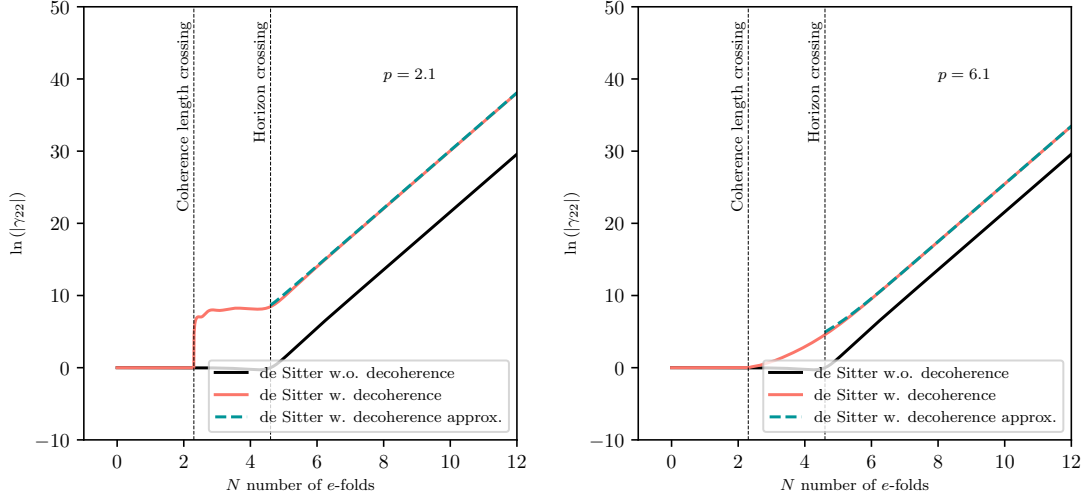 50
40
30
20
10
0
−10
ln (|γ22|)
Coherence length crossing
Horizon crossing
p = 2.1
de Sitter w.o. decoherence
de Sitter w. decoherence
de Sitter w. decoherence approx.
0 2 4 6 8 10 12
N number of e-folds
50
40
30
20
10
0
−10
ln (|γ22|)
Coherence length crossing
Horizon crossing
p = 6.1
de Sitter w.o. decoherence
de Sitter w. decoherence
de Sitter w. decoherence approx.
0 2 4 6 8 10 12
N number of e-folds